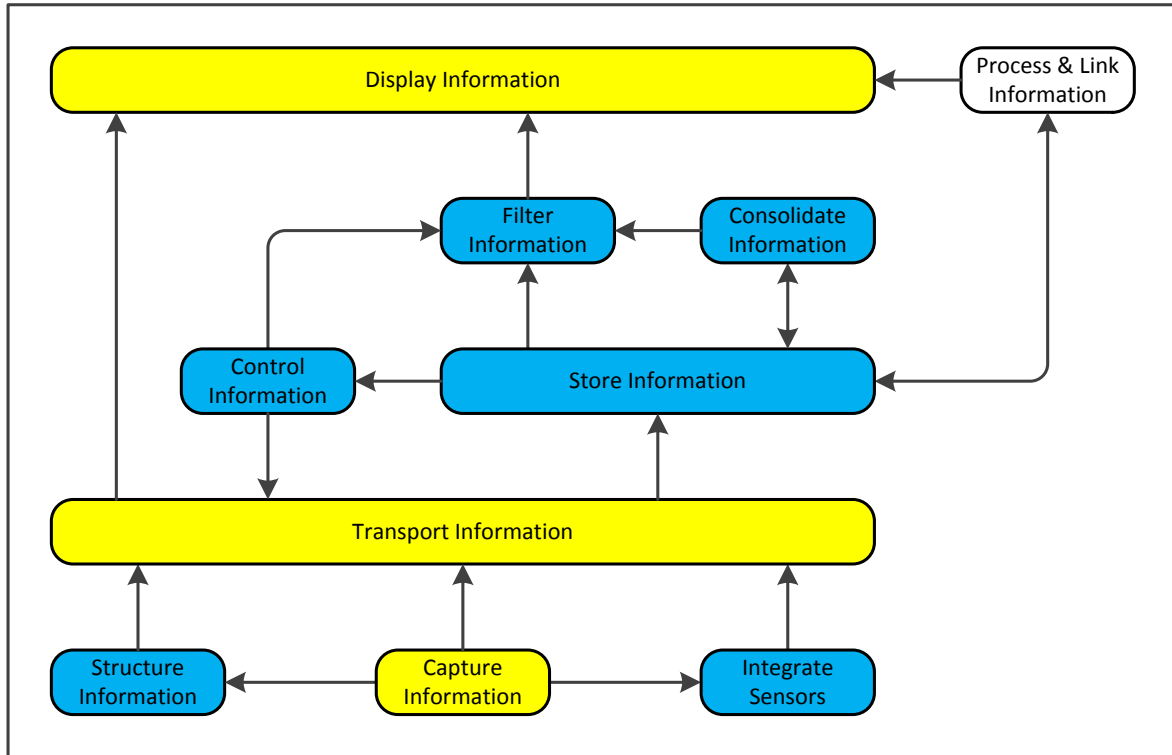 Display Information
Process & Link
Information
Filter
Information
Consolidate
Information
Control
Information
Store Information
Transport Information
Structure
Information
Capture
Information
Integrate
Sensors